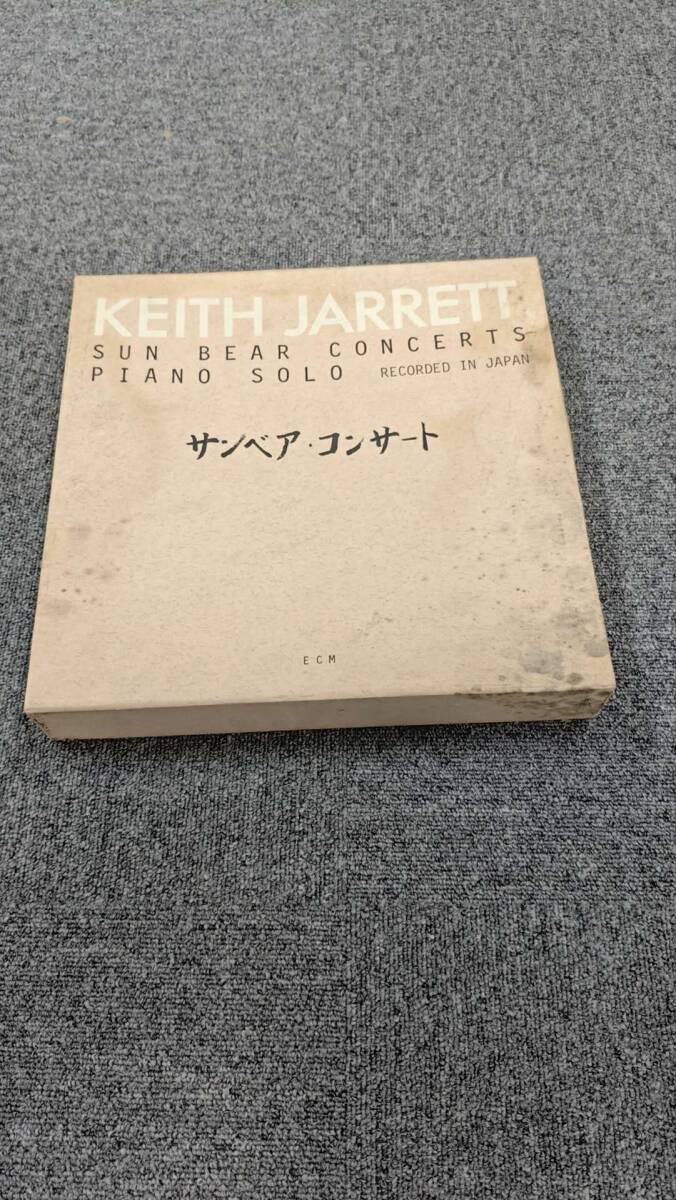 KEITH JARRETT
SUN BEAR CONCERTS
PIANO SOLO RECORDED IN JAPAN
サンベア・コンサート
ECM